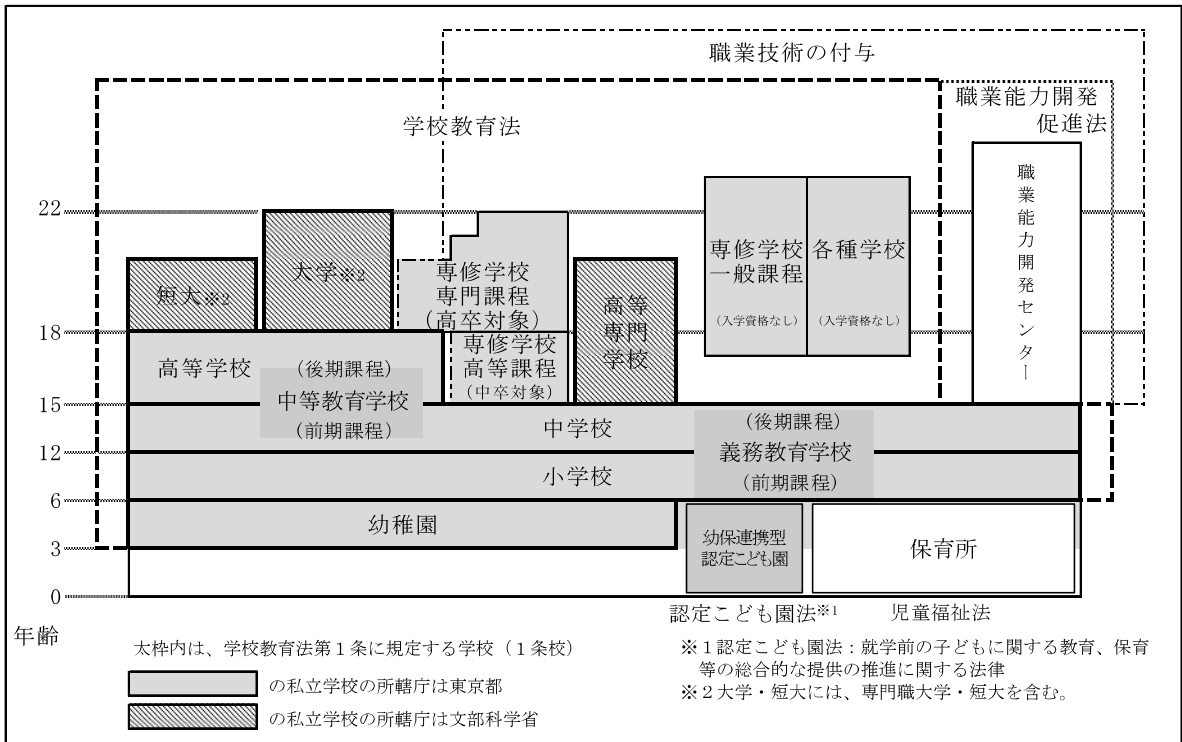 職業技術の付与
職業能力開発
促進法
学校教育法
職業能力開発センター
22
専修学校
一般課程
(入学資格なし)
各種学校
(入学資格なし)
大学※2
短大※2
専修学校
専門課程
(高卒対象)
高等
専門
学校
18
専修学校
高等課程
(中卒対象)
高等学校
(後期課程)
中等教育学校
(前期課程)
15
中学校
(後期課程)
義務教育学校
(前期課程)
12
小学校
6
幼稚園
幼保連携型
認定こども園
保育所
3
0
年齢
認定こども園法※1
児童福祉法
太枠内は、学校教育法第1条に規定する学校(1条校)
の私立学校の所轄庁は東京都
の私立学校の所轄庁は文部科学省
※1認定こども園法:就学前の子どもに関する教育、保育
等の総合的な提供の推進に関する法律
※2大学・短大には、専門職大学・短大を含む。